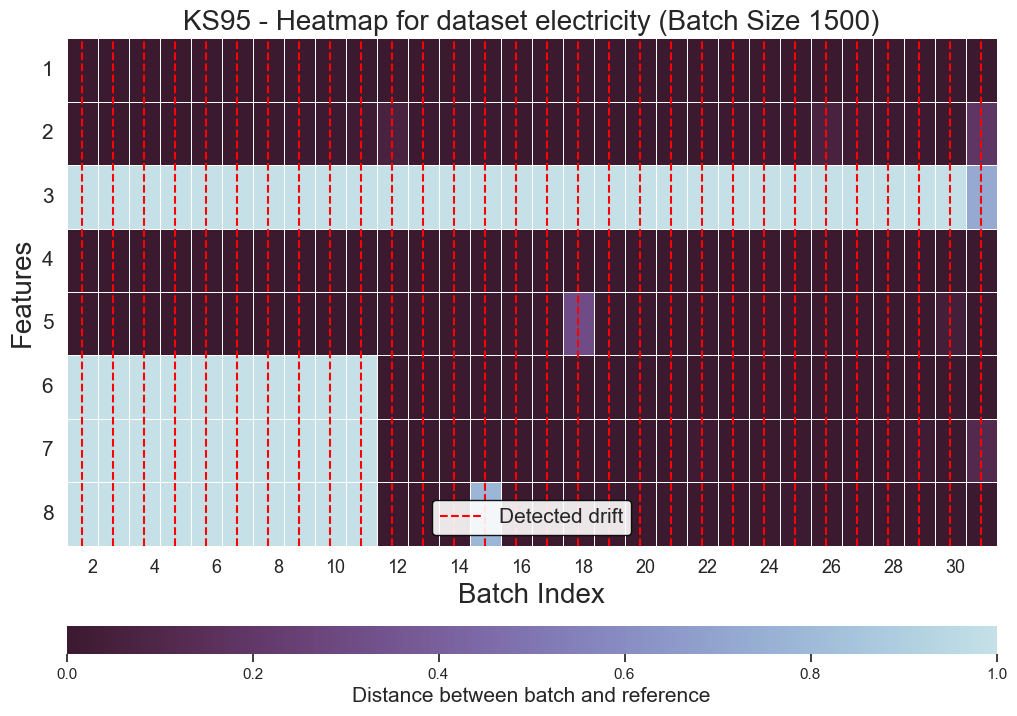 KS95 - Heatmap for dataset electricity (Batch Size 1500)
Features
1
2
3
4
5
6
7
8
Detected drift
2 4 6 8 10 12 14 16 18 20 22 24 26 28 30
Batch Index
0.0 0.2 0.4 0.6 0.8 1.0
Distance between batch and reference